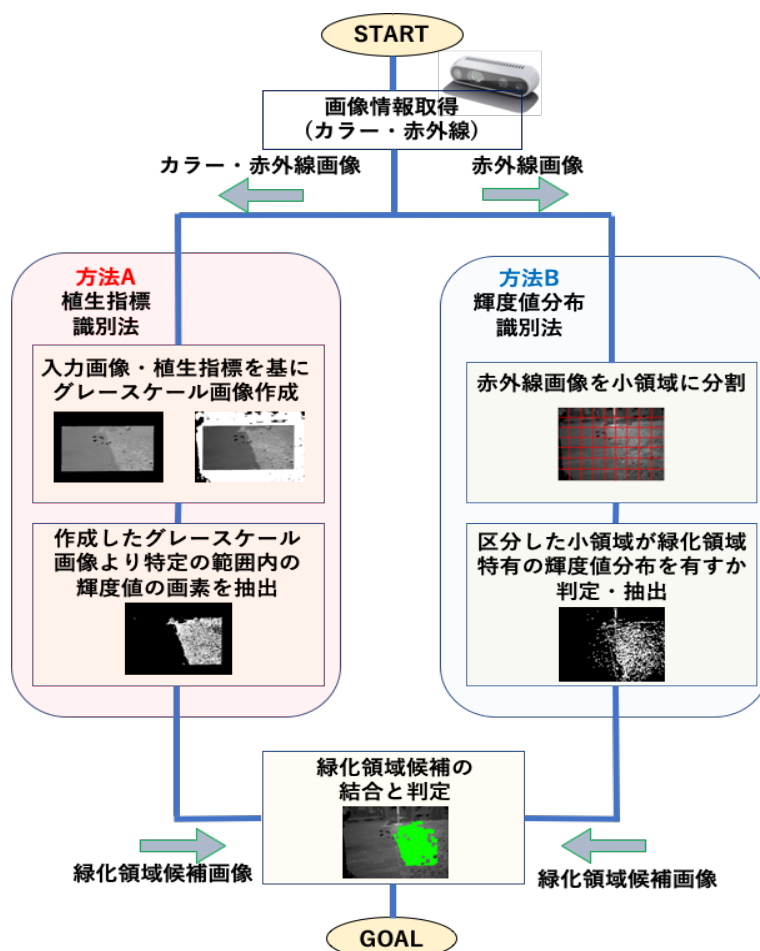 START
画像情報取得
(カラー・赤外線)
カラー・赤外線画像
赤外線画像
方法A
植生指標
識別法
入力画像・植生指標を基に
グレースケール画像作成
作成したグレースケール
画像より特定の範囲内の
輝度値の画素を抽出
方法B
輝度値分布
識別法
赤外線画像を小領域に分割
区分した小領域が緑化領域
特有の輝度値分布を有すか
判定・抽出
緑化領域候補の
結合と判定
緑化領域候補画像
緑化領域候補画像
GOAL